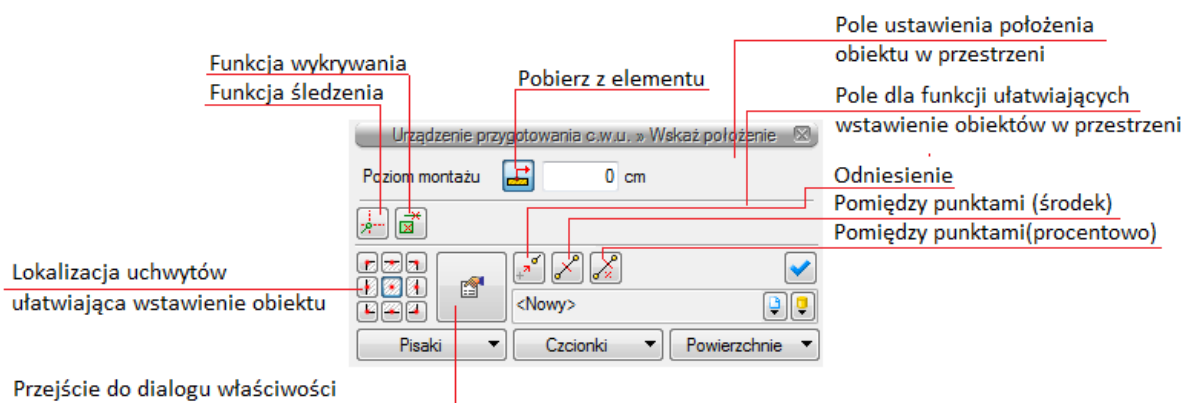 Pole ustawienia położenia
obiektu w przestrzeni
Funkcja wykrywania
Pobierz z elementu
Funkcja śledzenia
Pole dla funkcji ułatwiających
wstawienie obiektów w przestrzeni
Urządzenie przygotowania c.w.u. » Wskaż położenie
Poziom montażu 0 cm
Odniesienie
Pomiędzy punktami (środek)
Pomiędzy punktami(procentowo)
Lokalizacja uchwytów
ułatwiająca wstawienie obiektu
<Nowy>
Pisaki Czcionki Powierzchnie
Przejście do dialogu właściwości